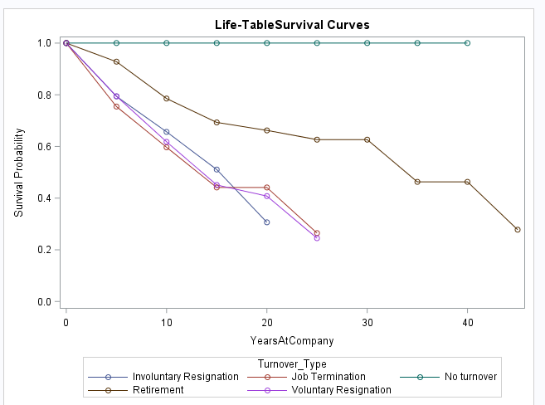 Life-TableSurvival Curves
1.0
0.8
0.6
0.4
0.2
0.0
Survival Probability
0 10 20 30 40
YearsAtCompany
Turnover_Type
Involuntary Resignation Job Termination No turnover
Retirement Voluntary Resignation